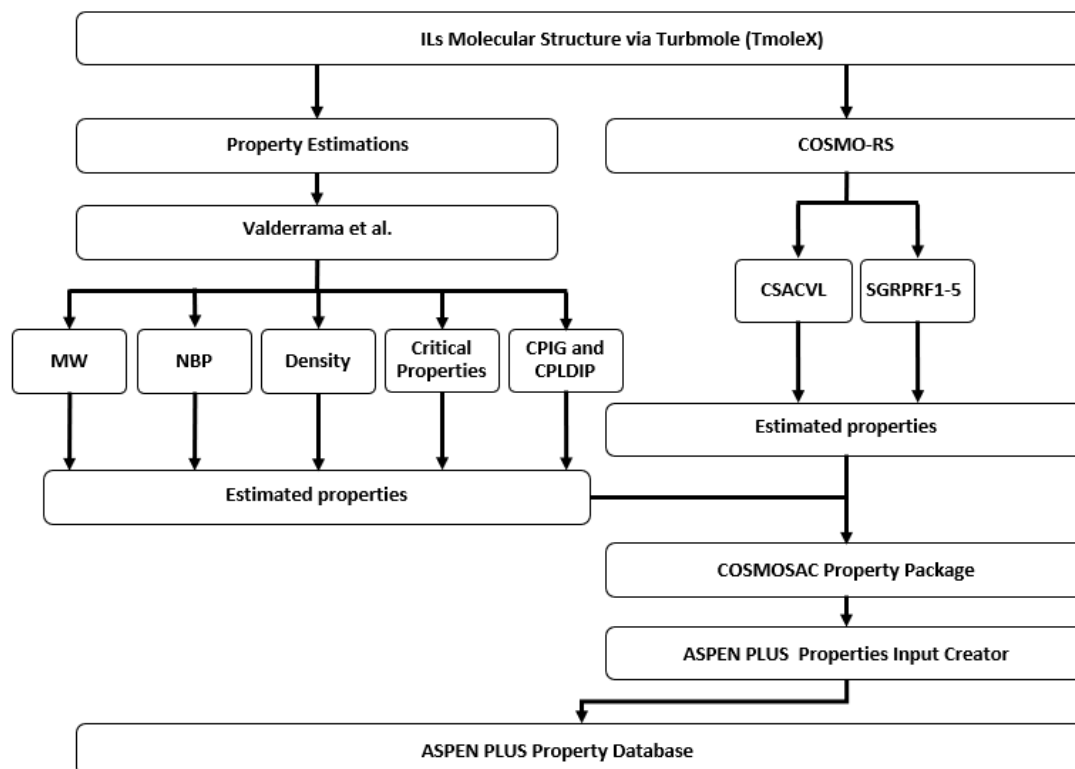 ILs Molecular Structure via Turbmole (TmoleX)
Property Estimations
COSMO-RS
Valderrama et al.
CSACVL
SGRPRF1-5
MW
NBP
Density
Critical
Properties
CPIG and
CPLDIP
Estimated properties
Estimated properties
COSMOSAC Property Package
ASPEN PLUS Properties Input Creator
ASPEN PLUS Property Database